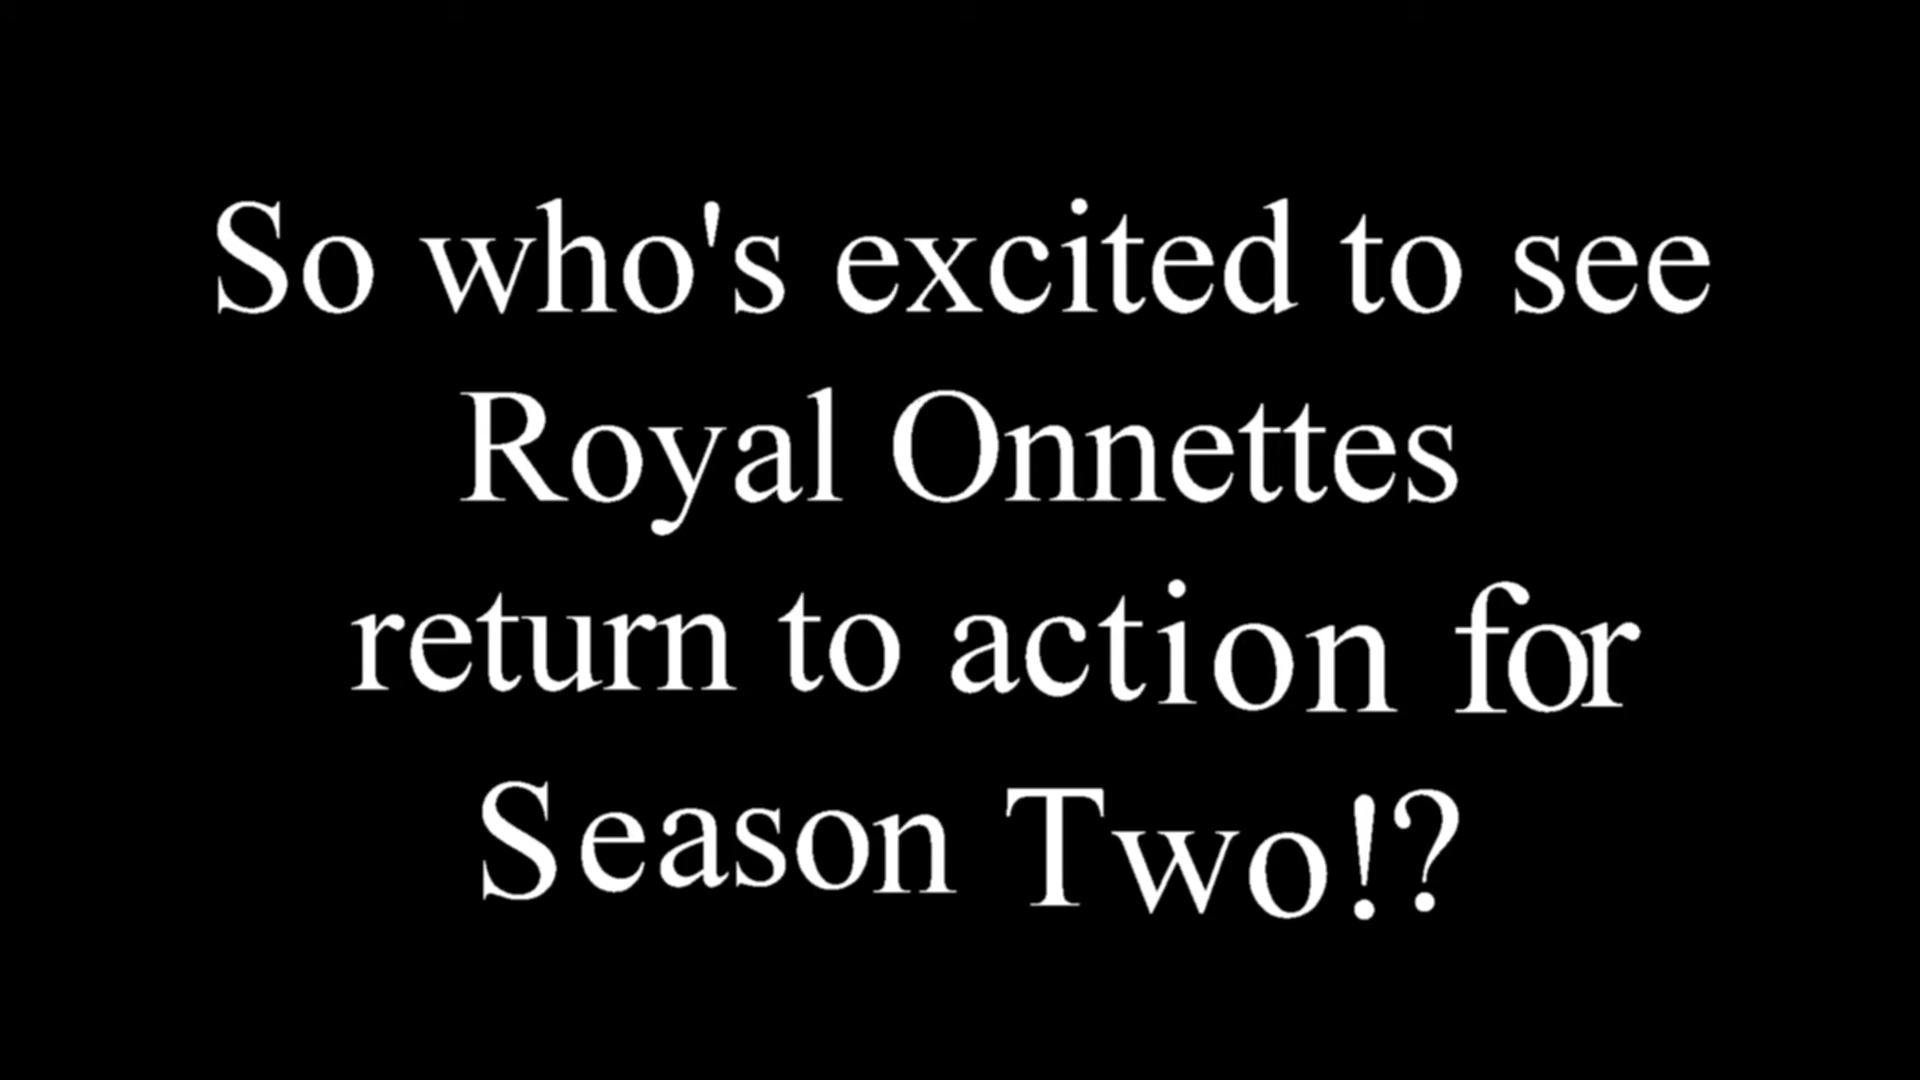 So who's excited to see
Royal Onnettes
return to action for
Season Two!?